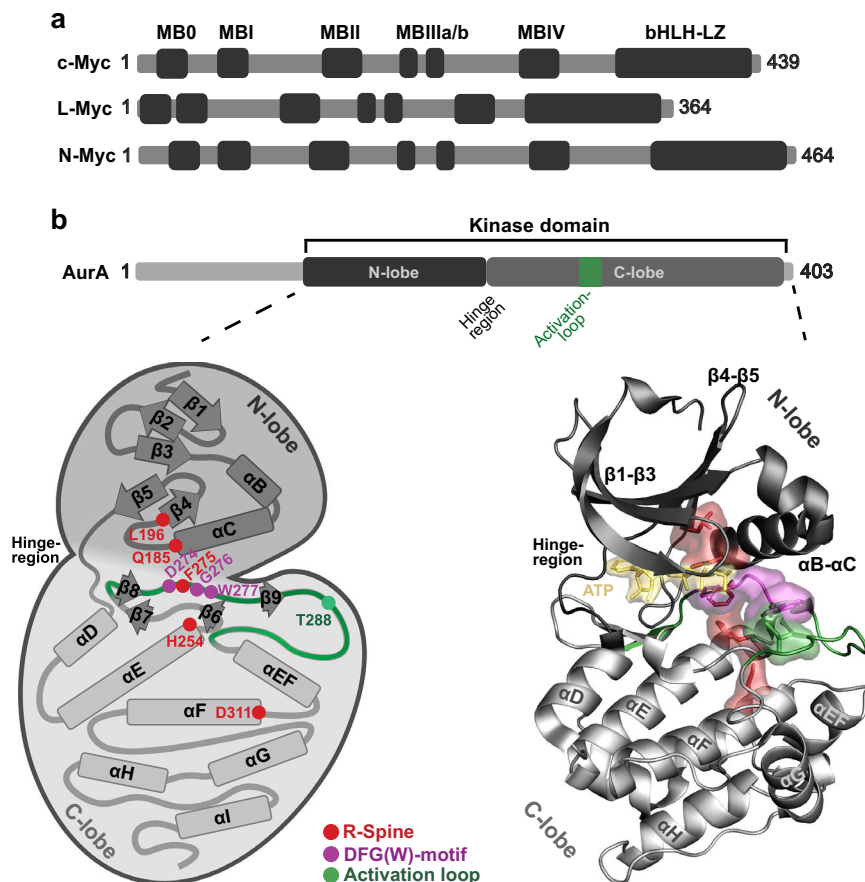 a
MB0 MBI MBII MBIIIa/b MBIV bHLH-LZ
c-Myc 1 439
L-Myc 1 364
N-Myc 1 464
b
Kinase domain
AurA 1 N-lobe C-lobe 403
Hinge
region
Activation-
loop
N-lobe
β1
β2
β3
αB
β5
β4
L196
αC
Q185
Hinge-
region
D274
F275
G276
W277
β8
β9
β7
β6
T288
αD
H254
αE
αEF
αF
D311
αH
αG
αI
C-lobe
R-Spine
DFG(W)-motif
Activation loop
β4-β5
N-lobe
β1-β3
Hinge-
region
αB-αC
ATP
αD
αE
αF
αEF
αG
αH
C-lobe